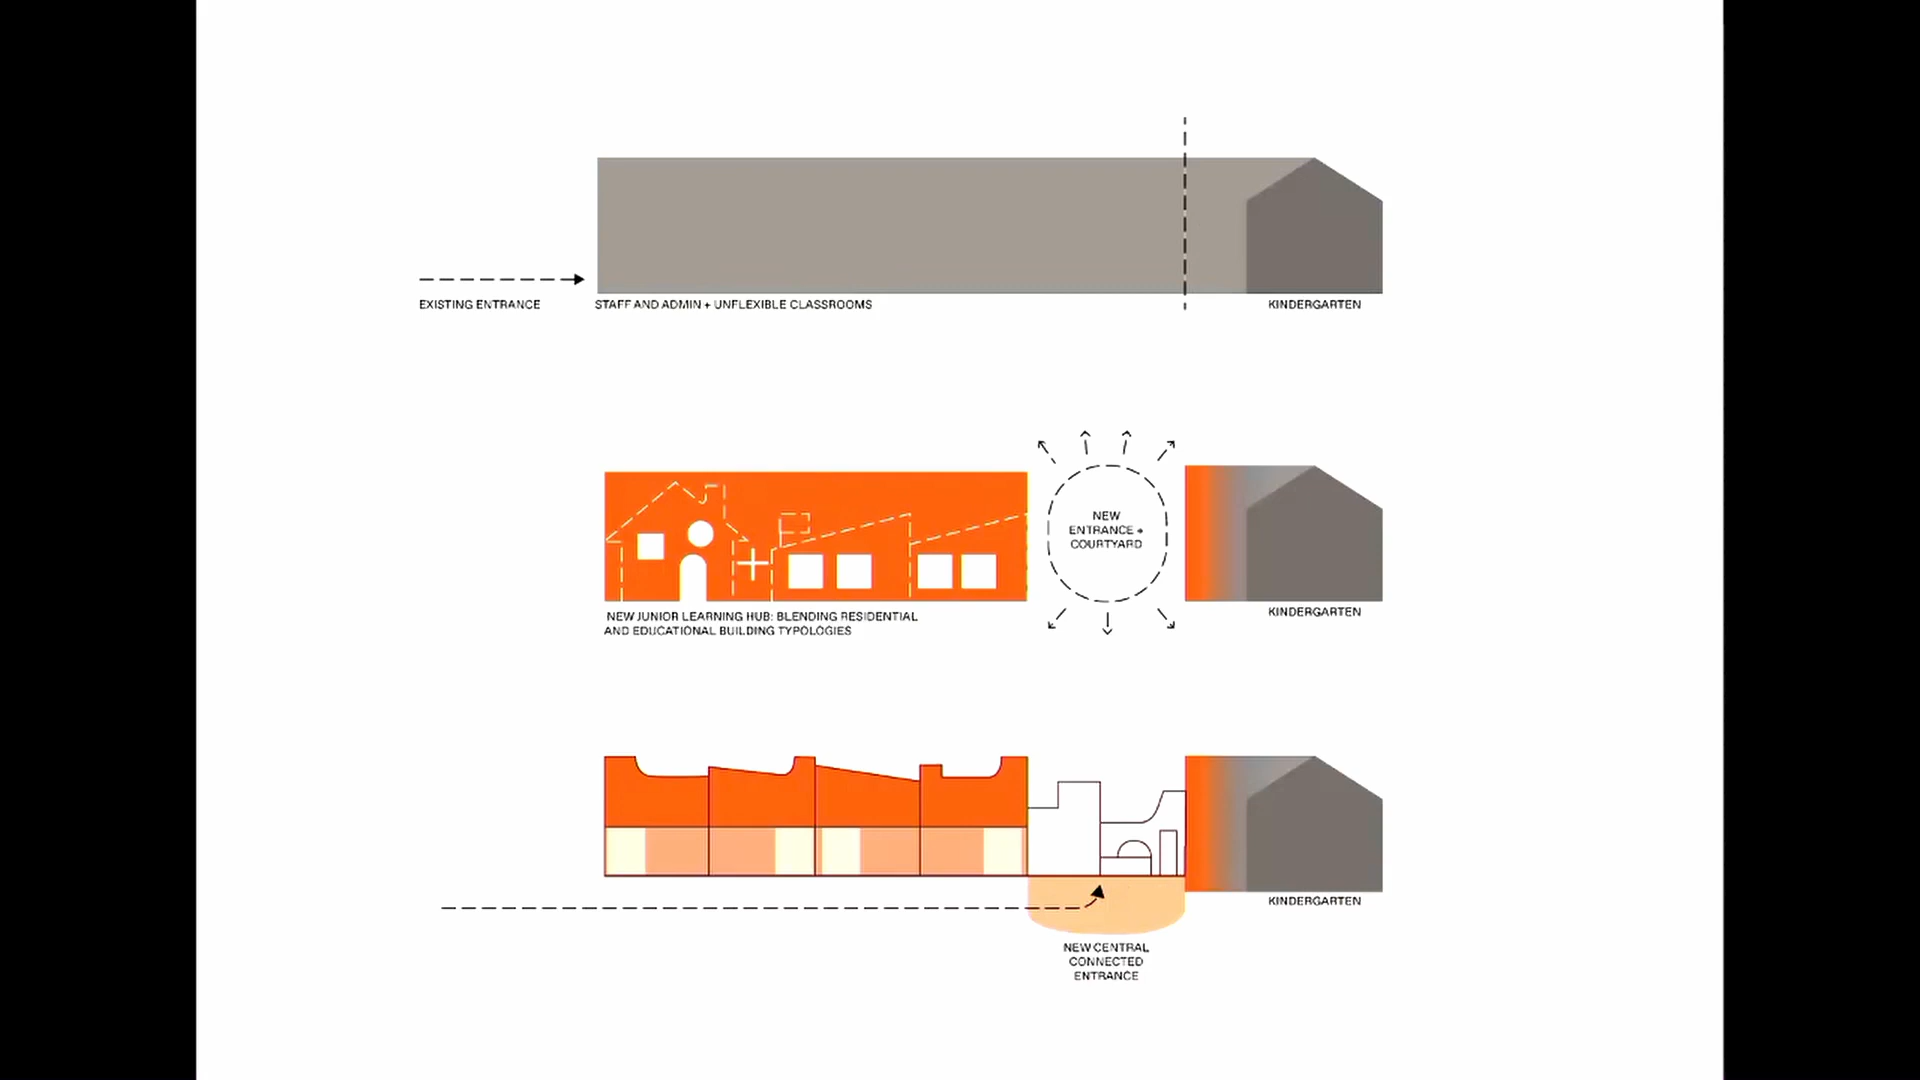 EXISTING ENTRANCE
STAFF AND ADMIN + UNFLEXIBLE CLASSROOMS
KINDERGARTEN
NEW
ENTRANCE +
COURTYARD
NEW JUNIOR LEARNING HUB: BLENDING RESIDENTIAL
AND EDUCATIONAL BUILDING TYPOLOGIES
KINDERGARTEN
KINDERGARTEN
NEW CENTRAL
CONNECTED
ENTRANCE